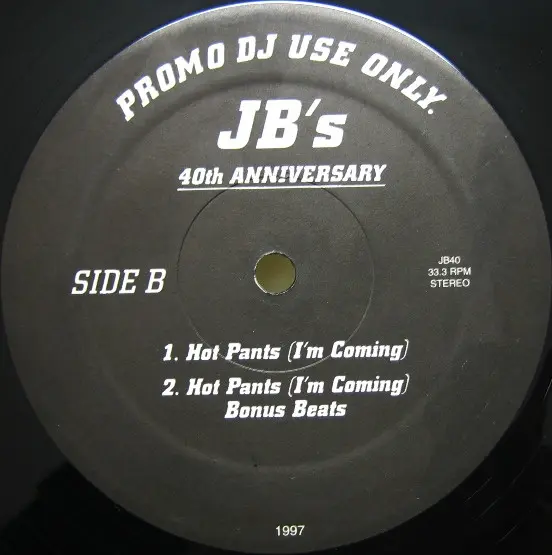 PROMO DJ USE ONLY.
JB's
40th ANNIVERSARY
SIDE B
JB40
33.3 RPM
STEREO
1. Hot Pants (I'm Coming)
2. Hot Pants (I'm Coming)
Bonus Beats
1997